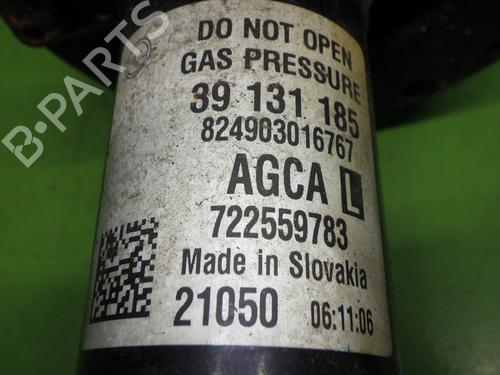 DO NOT OPEN
GAS PRESSURE
39 131 185
824903016767
AGCA L
722559783
Made in Slovakia
21050 06:11:06
B-PARTS